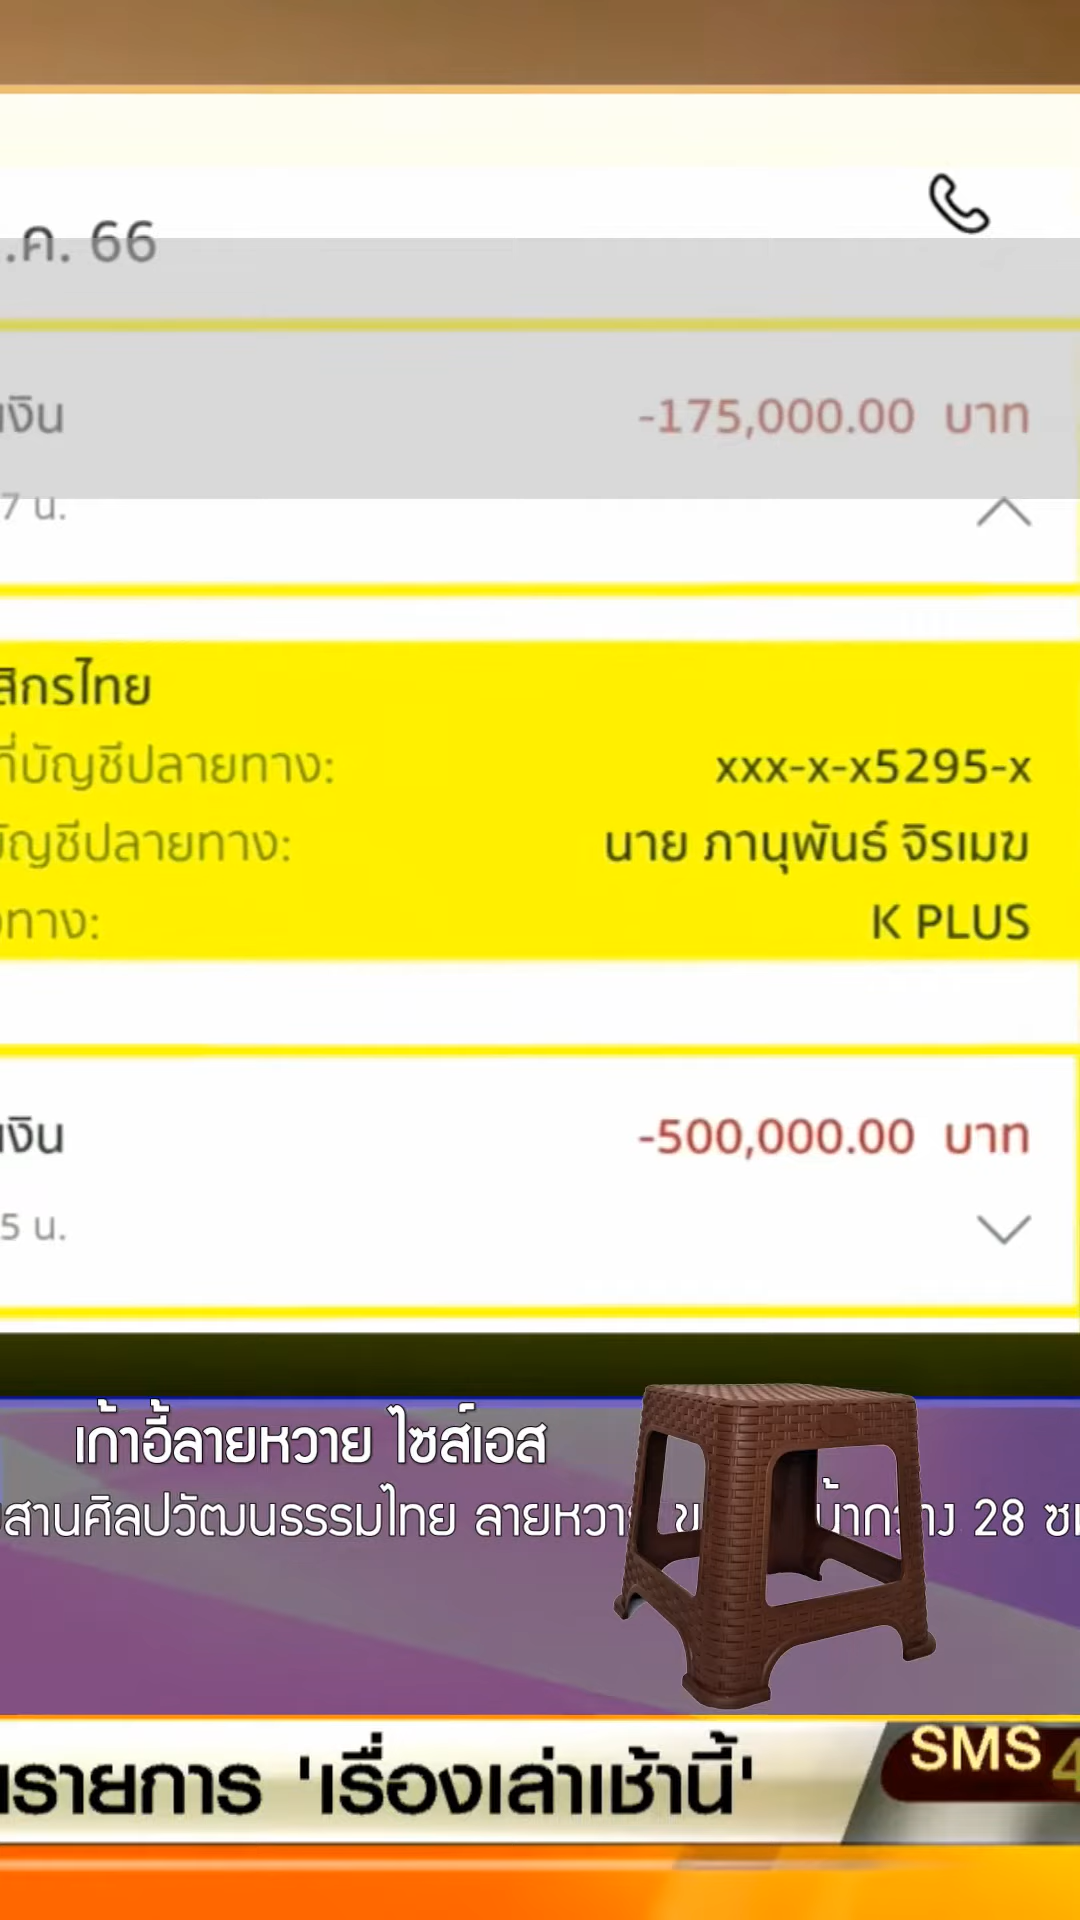 .ค. 66
เงิน -175,000.00 บาท
7 น.
สิกรไทย
ที่บัญชีปลายทาง: xxx-x-x5295-x
บัญชีปลายทาง: นาย ภานุพันธ์ จิรเมฆ
ทาง: K PLUS
เงิน -500,000.00 บาท
5 น.
เก้าอี้ลายหวาย ไซส์เอส
สานศิลปวัฒนธรรมไทย ลายหวาย 28
รายการ 'เรื่องเล่าเช้านี้' SMS 4